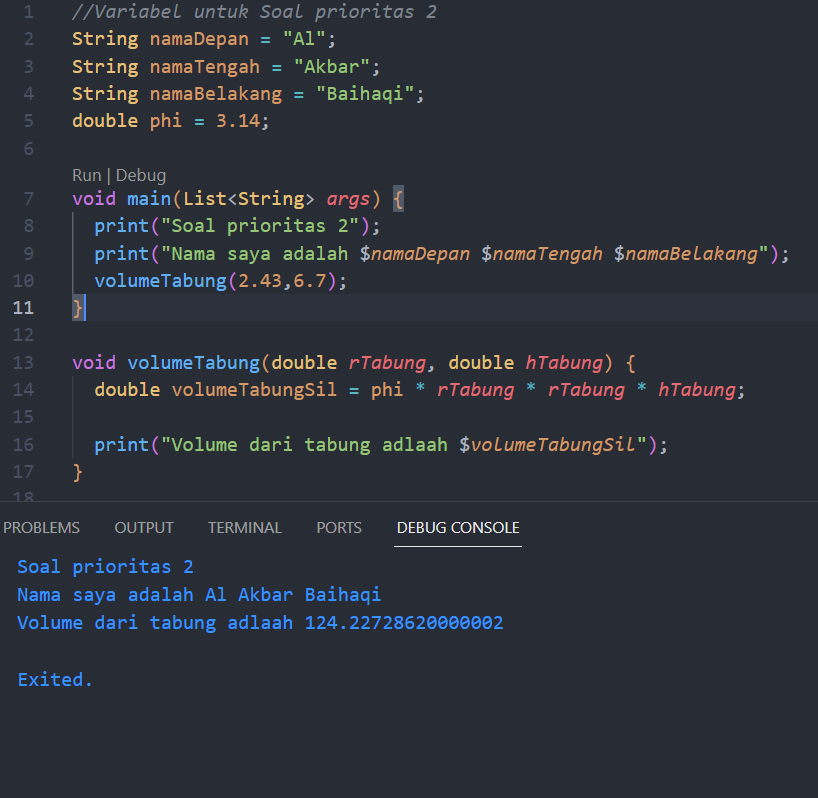 1 //Variabel untuk Soal prioritas 2
2 String namaDepan = "Al";
3 String namaTengah = "Akbar";
4 String namaBelakang = "Baihaqi";
5 double phi = 3.14;
6
Run | Debug
7 void main(List<String> args) {
8 print("Soal prioritas 2");
9 print("Nama saya adalah $namaDepan $namaTengah $namaBelakang");
10 volumeTabung(2.43,6.7);
11 }
12
13 void volumeTabung(double rTabung, double hTabung) {
14 double volumeTabungSil = phi * rTabung * rTabung * hTabung;
15
16 print("Volume dari tabung adlaah $volumeTabungSil");
17 }
18
PROBLEMS OUTPUT TERMINAL PORTS DEBUG CONSOLE
Soal prioritas 2
Nama saya adalah Al Akbar Baihaqi
Volume dari tabung adlaah 124.22728620000002
Exited.